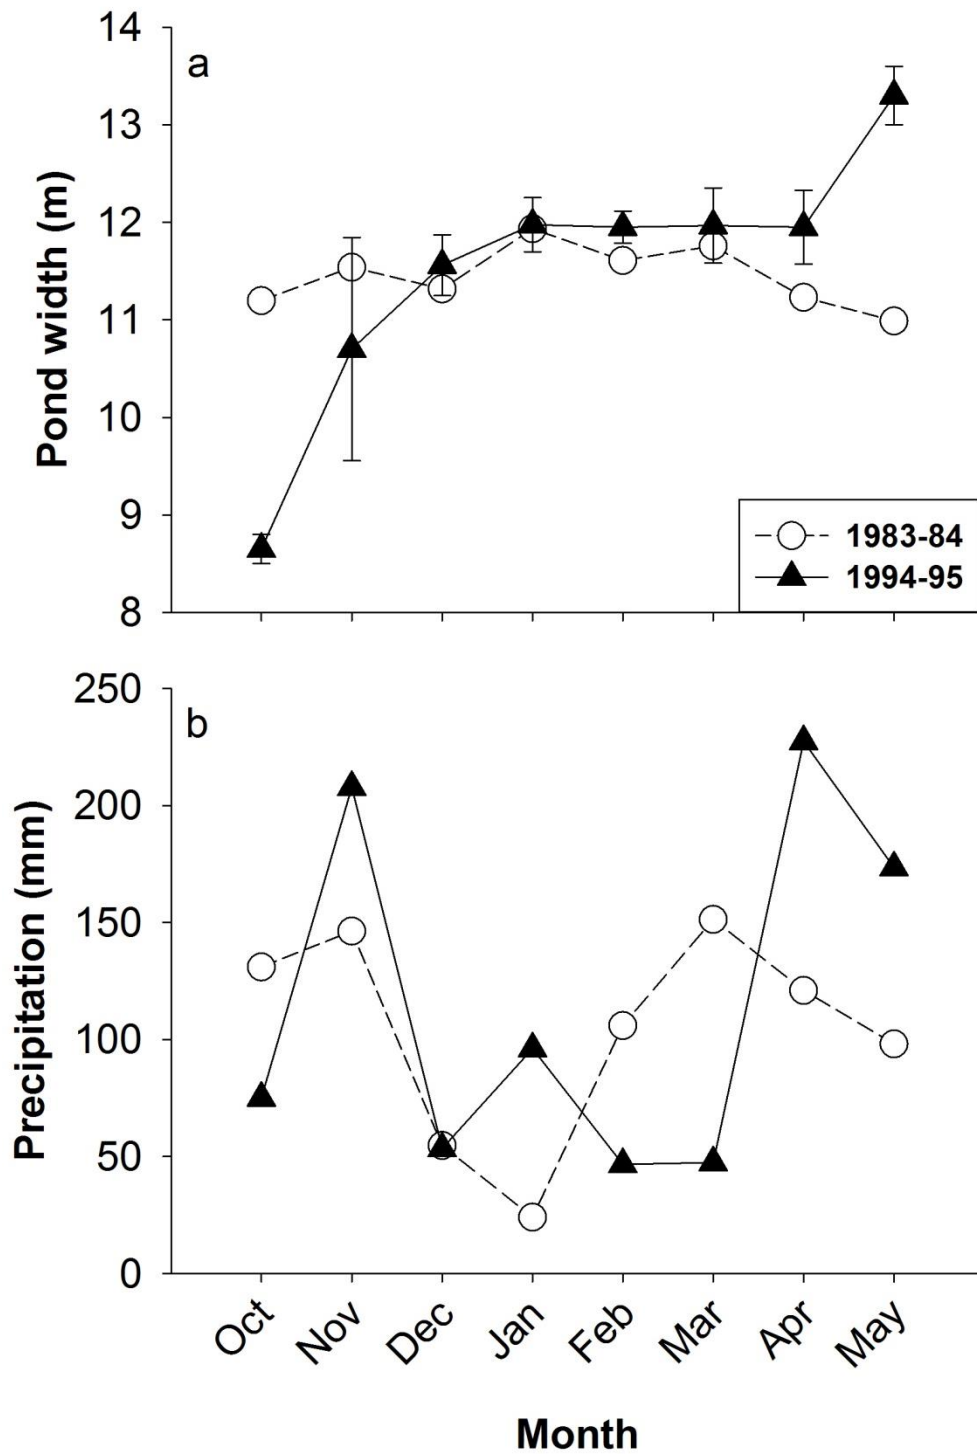 14
a
13
12
11
10
9
8
Pond width (m)
1983-84
1994-95
250
b
200
150
100
50
0
Precipitation (mm)
Oct
Nov
Dec
Jan
Feb
Mar
Apr
May
Month